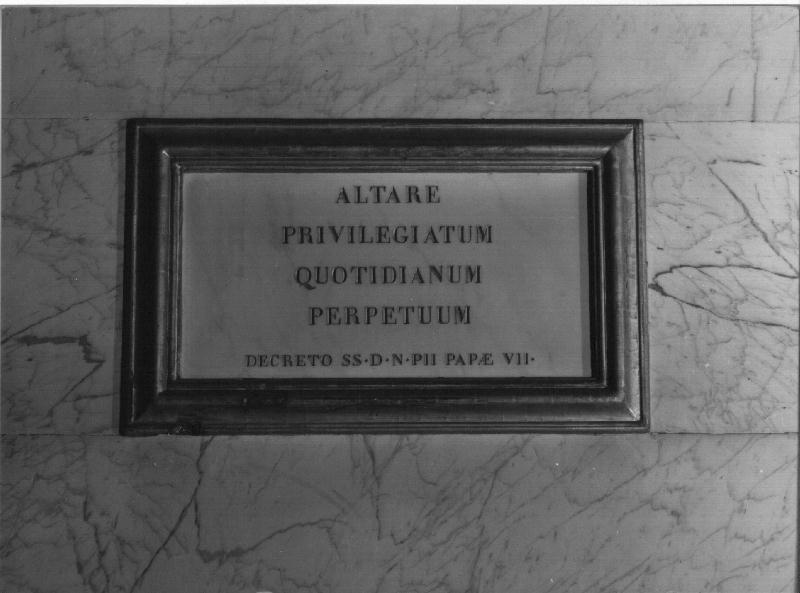 ALTARE
PRIVILEGIATUM
QUOTIDIANUM
PERPETUUM
DECRETO SS·D·N·PII PAPÆ VII·